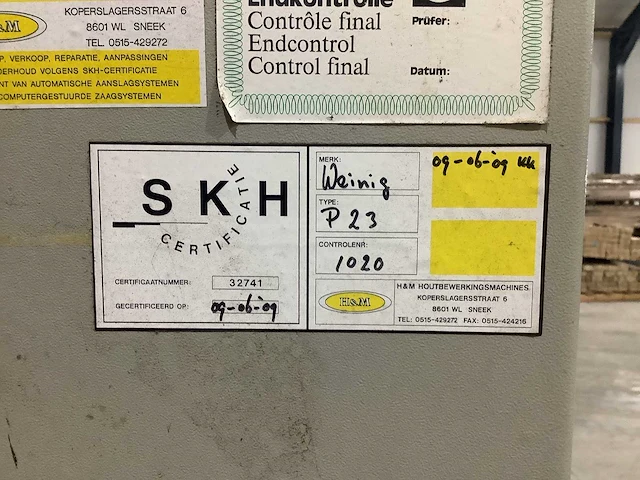 KOPERSLAGERSSTRAAT 6
8601 WL SNEEK
TEL. 0515-429272
VERKOOP, REPARATIE, AANPASSINGEN
VOLGENS SKH-CERTIFICATIE
VAN AUTOMATISCHE AANSLAGSYSTEMEN
COMPUTERGESTUURDE ZAAGSYSTEMEN
Endkontrolle
Contrôle final
Endcontrol
Control final
Prüfer:
Datum:
SKH
CERTIFICATIE
CERTIFICAATNUMMER: 32741
GECERTIFICEERD OP: 09-06-'09
MERK:
Weinig
TYPE:
P 23
CONTROLENR:
1020
09-06-'09
H&M
H&M HOUTBEWERKINGSMACHINES
KOPERSLAGERSSTRAAT 6
8601 WL SNEEK
TEL: 0515-429272 FAX: 0515-424216